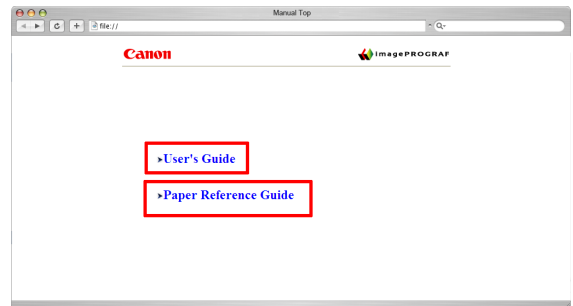 Manual Top
file://
Q
Canon
imagePROGRAF
User's Guide
Paper Reference Guide